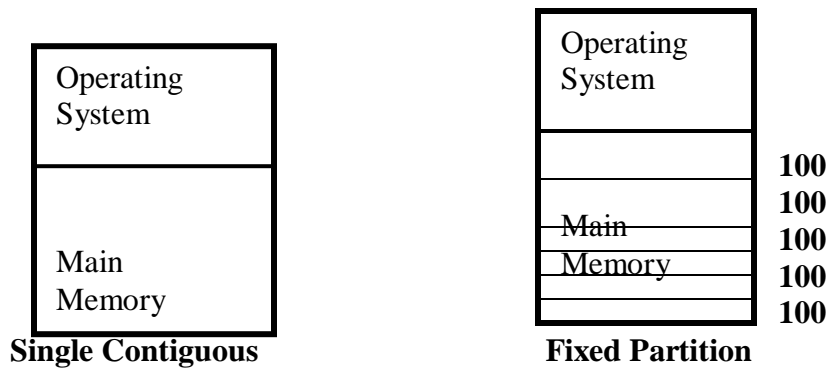 Operating
System
Main
Memory
Single Contiguous
Operating
System
Main
Memory
100
100
100
100
100
Fixed Partition